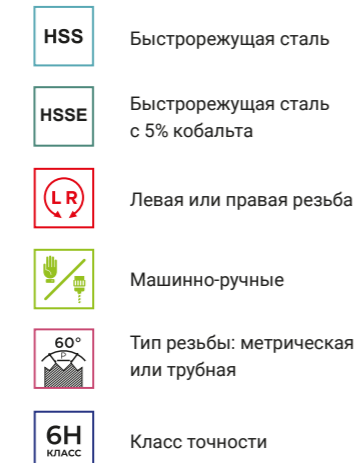 HSS
Быстрорежущая сталь
HSSE
Быстрорежущая сталь
с 5% кобальта
L R
Левая или правая резьба
Машинно-ручные
60°
P
Тип резьбы: метрическая
или трубная
6H
КЛАСС
Класс точности